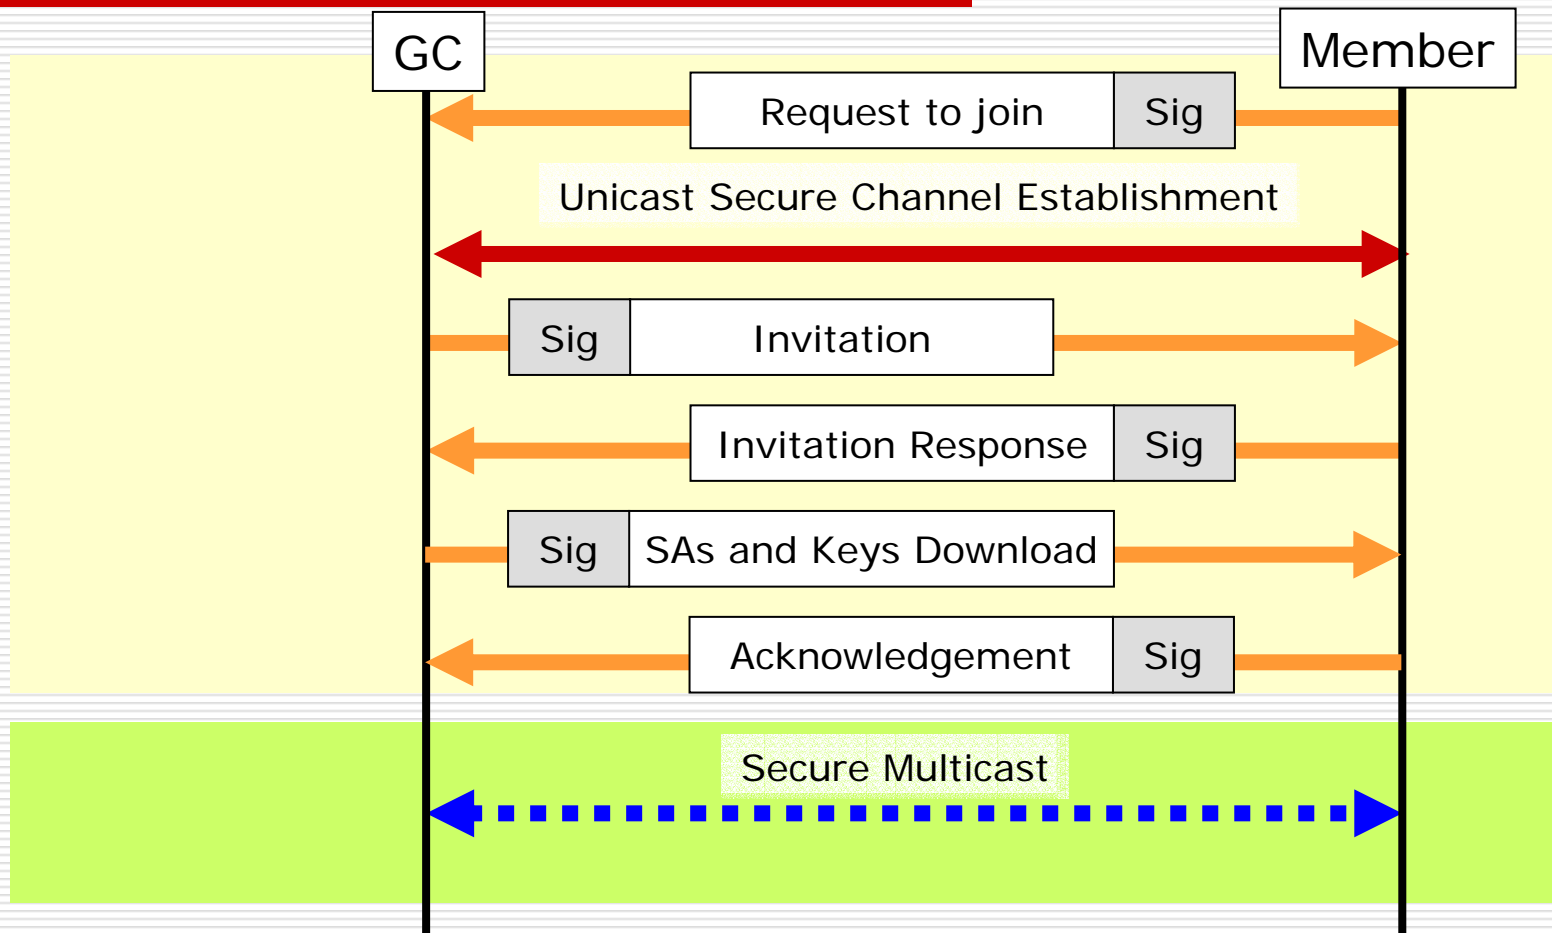 GC
Member
Request to join Sig
Unicast Secure Channel Establishment
Sig Invitation
Invitation Response Sig
Sig SAs and Keys Download
Acknowledgement Sig
Secure Multicast